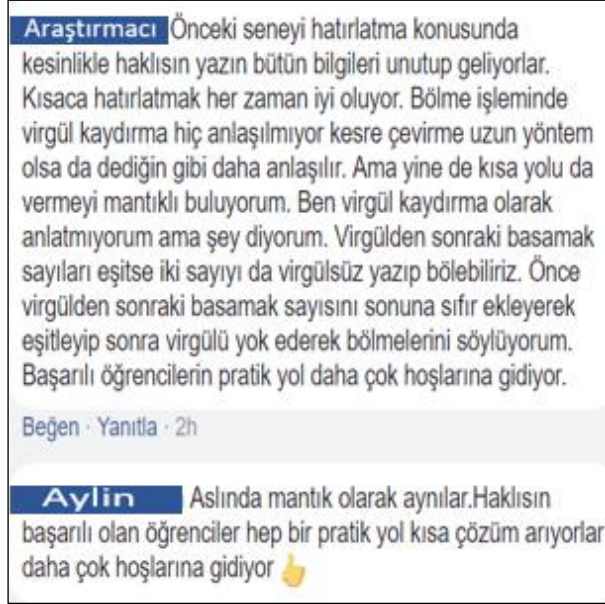 Araştırmacı Önceki seneyi hatırlatma konusunda
kesinlikle haklısın yazın bütün bilgileri unutup geliyorlar.
Kısaca hatırlatmak her zaman iyi oluyor. Bölme işleminde
virgül kaydırma hiç anlaşılmıyor kesre çevirme uzun yöntem
olsa da dediğin gibi daha anlaşılır. Ama yine de kısa yolu da
vermeyi mantıklı buluyorum. Ben virgül kaydırma olarak
anlatmıyorum ama şey diyorum. Virgülden sonraki basamak
sayıları eşitse iki sayıyı da virgülsüz yazıp bölebiliriz. Önce
virgülden sonraki basamak sayısını sonuna sıfır ekleyerek
eşitleyip sonra virgülü yok ederek bölmelerini söylüyorum.
Başarılı öğrencilerin pratik yol daha çok hoşlarına gidiyor.
Beğen · Yanıtla · 2h
Aylin Aslında mantık olarak aynılar.Haklısın
başarılı olan öğrenciler hep bir pratik yol kısa çözüm arıyorlar
daha çok hoşlarına gidiyor 👆